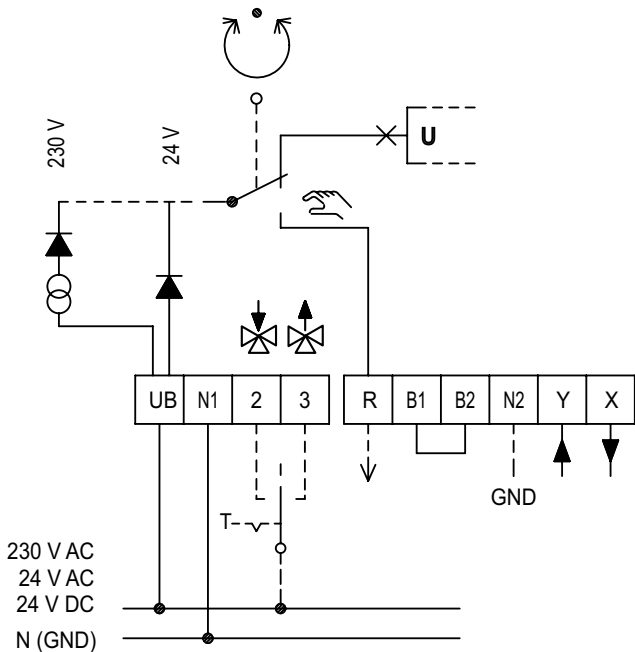 U
230 V
24 V
UB N1 2 3 R B1 B2 N2 Y X
GND
T
230 V AC
24 V AC
24 V DC
N (GND)